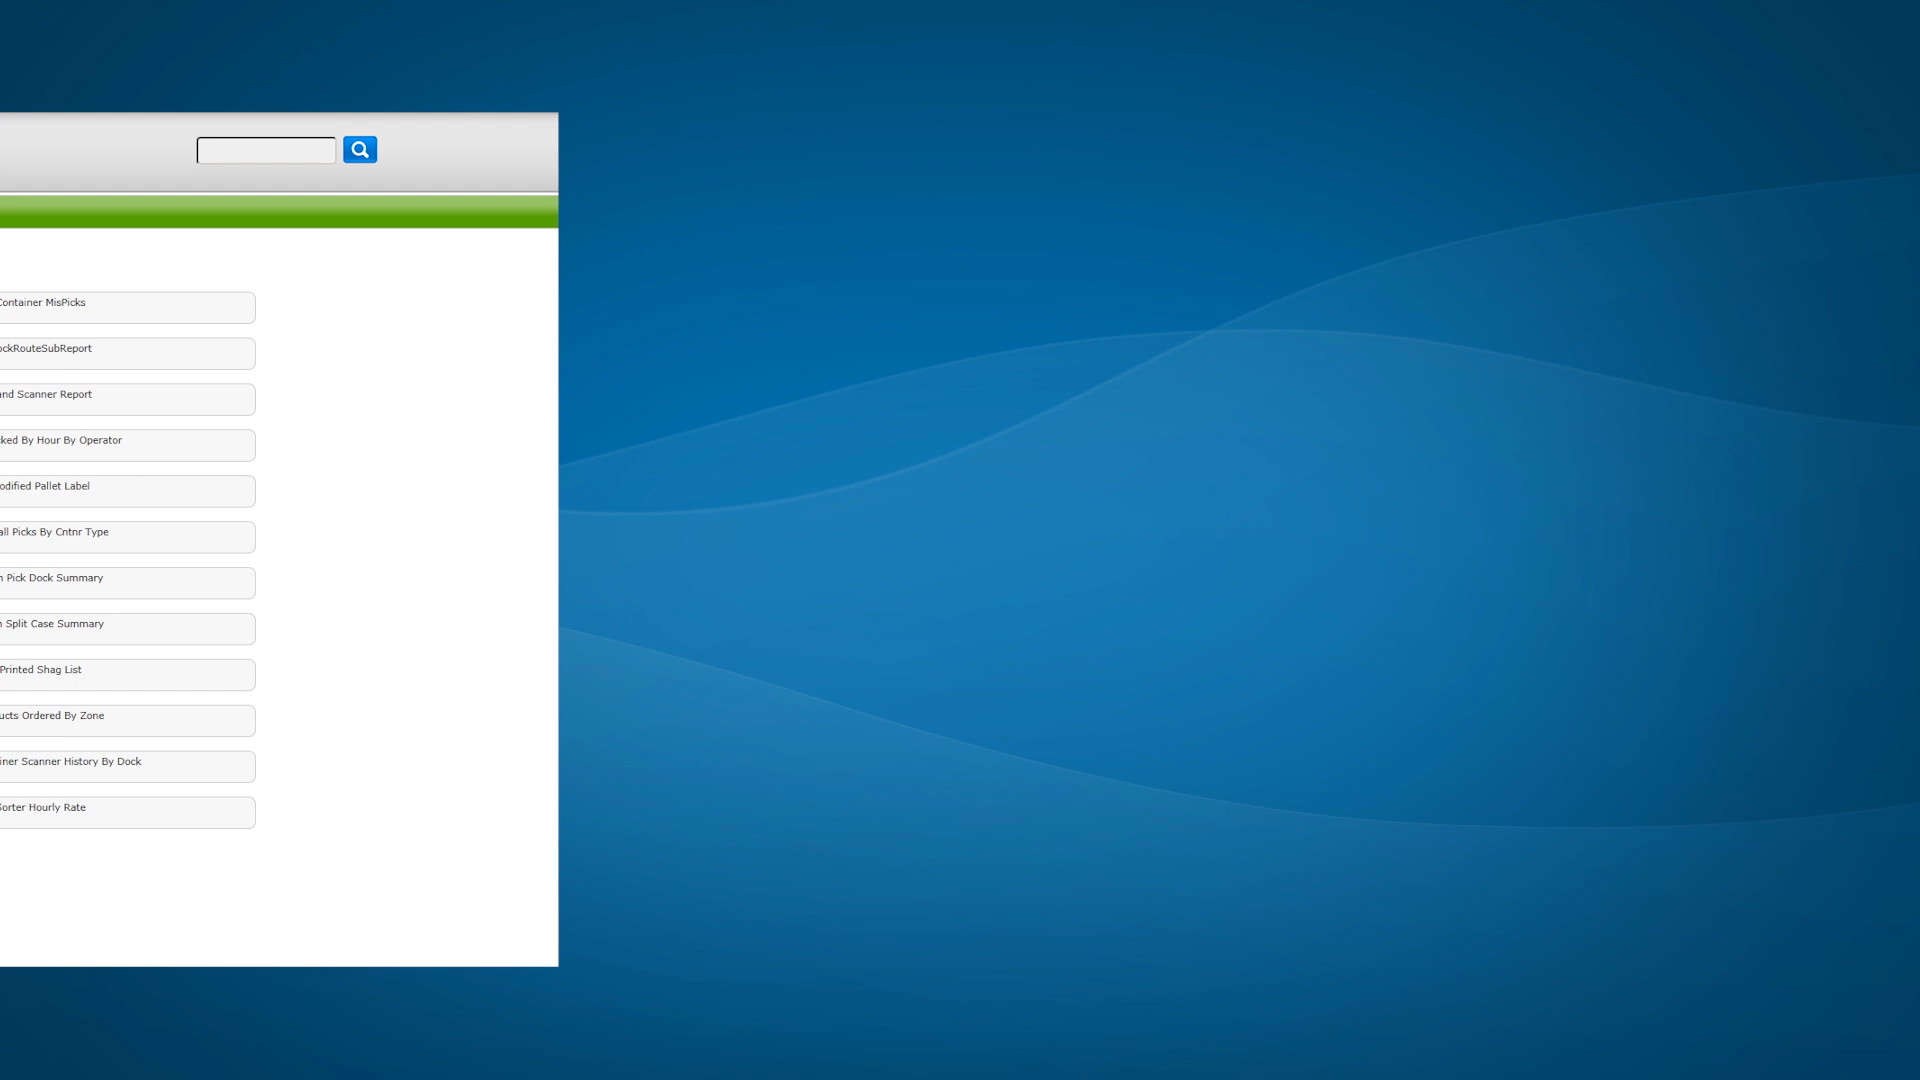 Container MisPicks
ockRouteSubReport
and Scanner Report
cked By Hour By Operator
odified Pallet Label
all Picks By Cntnr Type
n Pick Dock Summary
n Split Case Summary
Printed Shag List
ucts Ordered By Zone
iner Scanner History By Dock
Sorter Hourly Rate